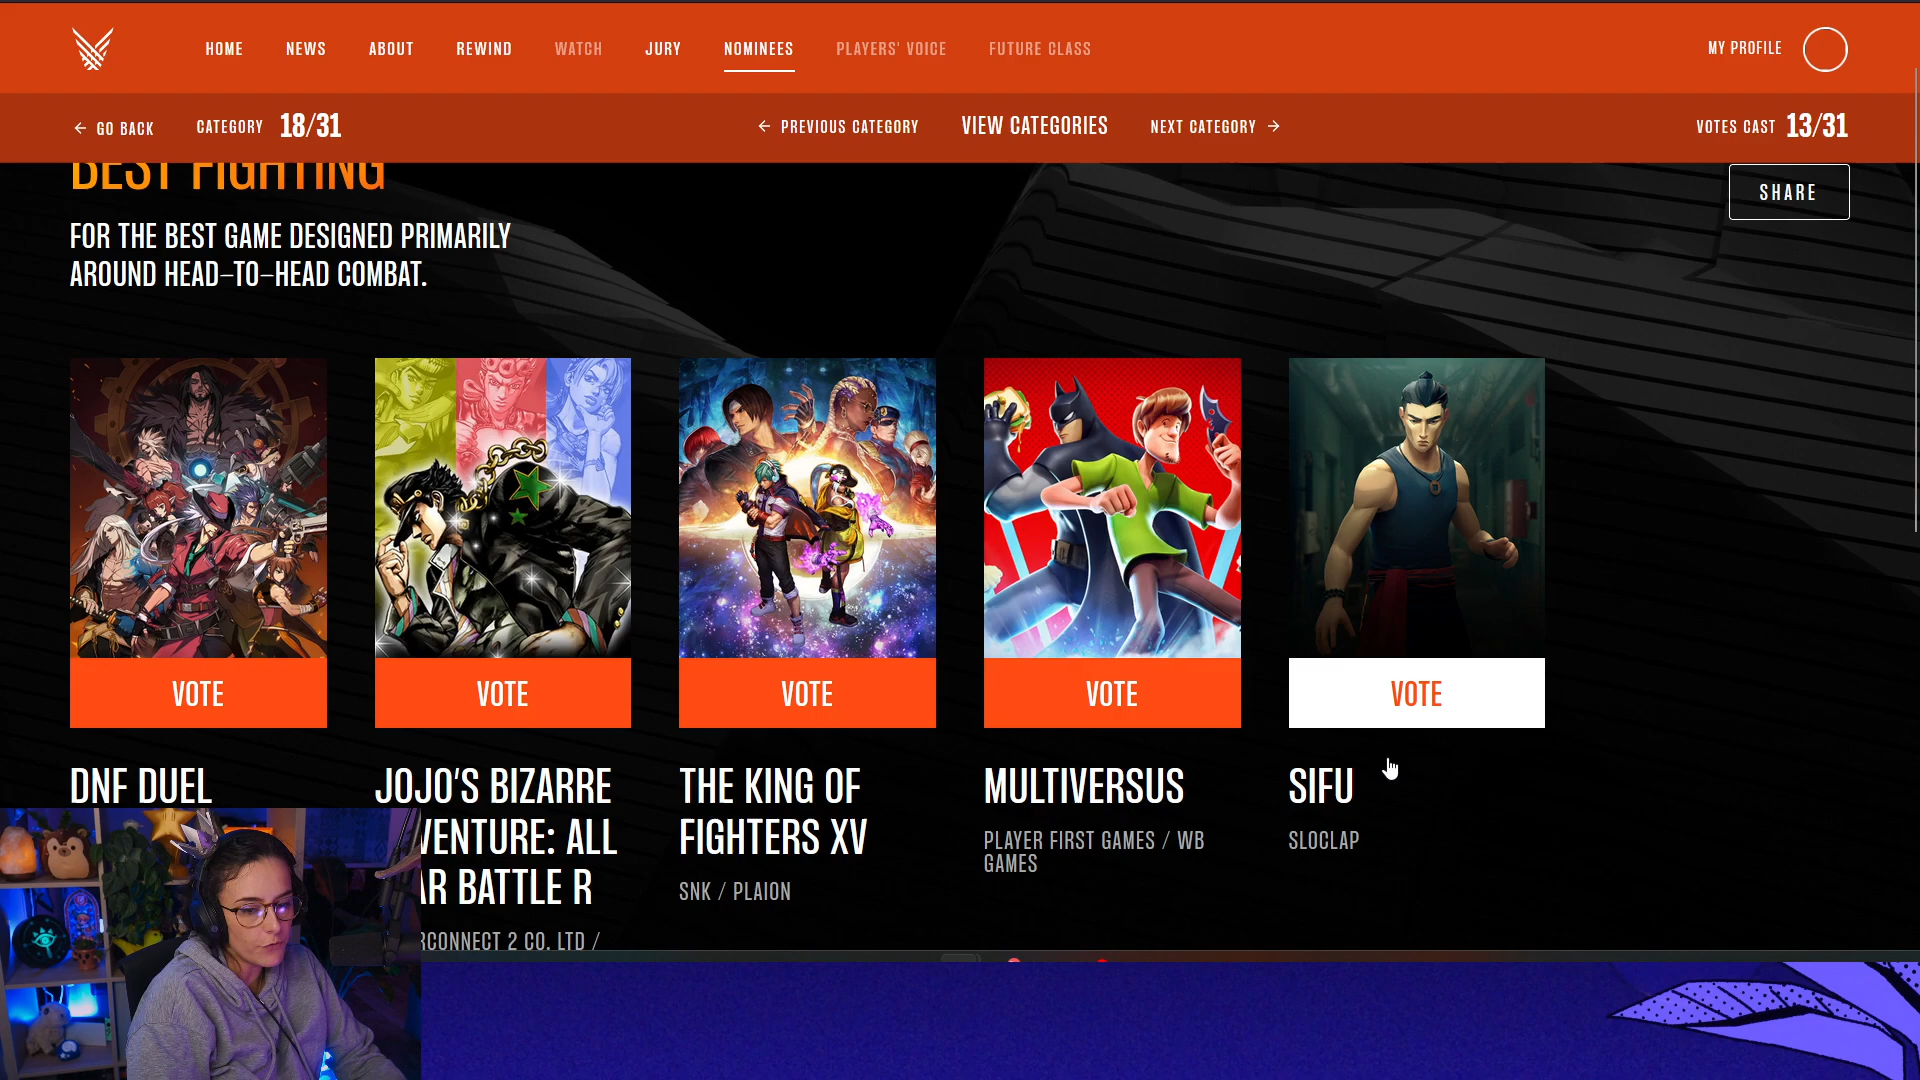 HOME NEWS ABOUT REWIND WATCH JURY NOMINEES PLAYERS' VOICE FUTURE CLASS MY PROFILE
← GO BACK CATEGORY 18/31 ← PREVIOUS CATEGORY VIEW CATEGORIES NEXT CATEGORY → VOTES CAST 13/31
BEST FIGHTING
SHARE
FOR THE BEST GAME DESIGNED PRIMARILY
AROUND HEAD-TO-HEAD COMBAT.
VOTE VOTE VOTE VOTE VOTE
DNF DUEL
JOJO'S BIZARRE
VENTURE: ALL
AR BATTLE R
RCONNECT 2 CO. LTD /
THE KING OF
FIGHTERS XV
SNK / PLAION
MULTIVERSUS
PLAYER FIRST GAMES / WB
GAMES
SIFU
SLOCLAP